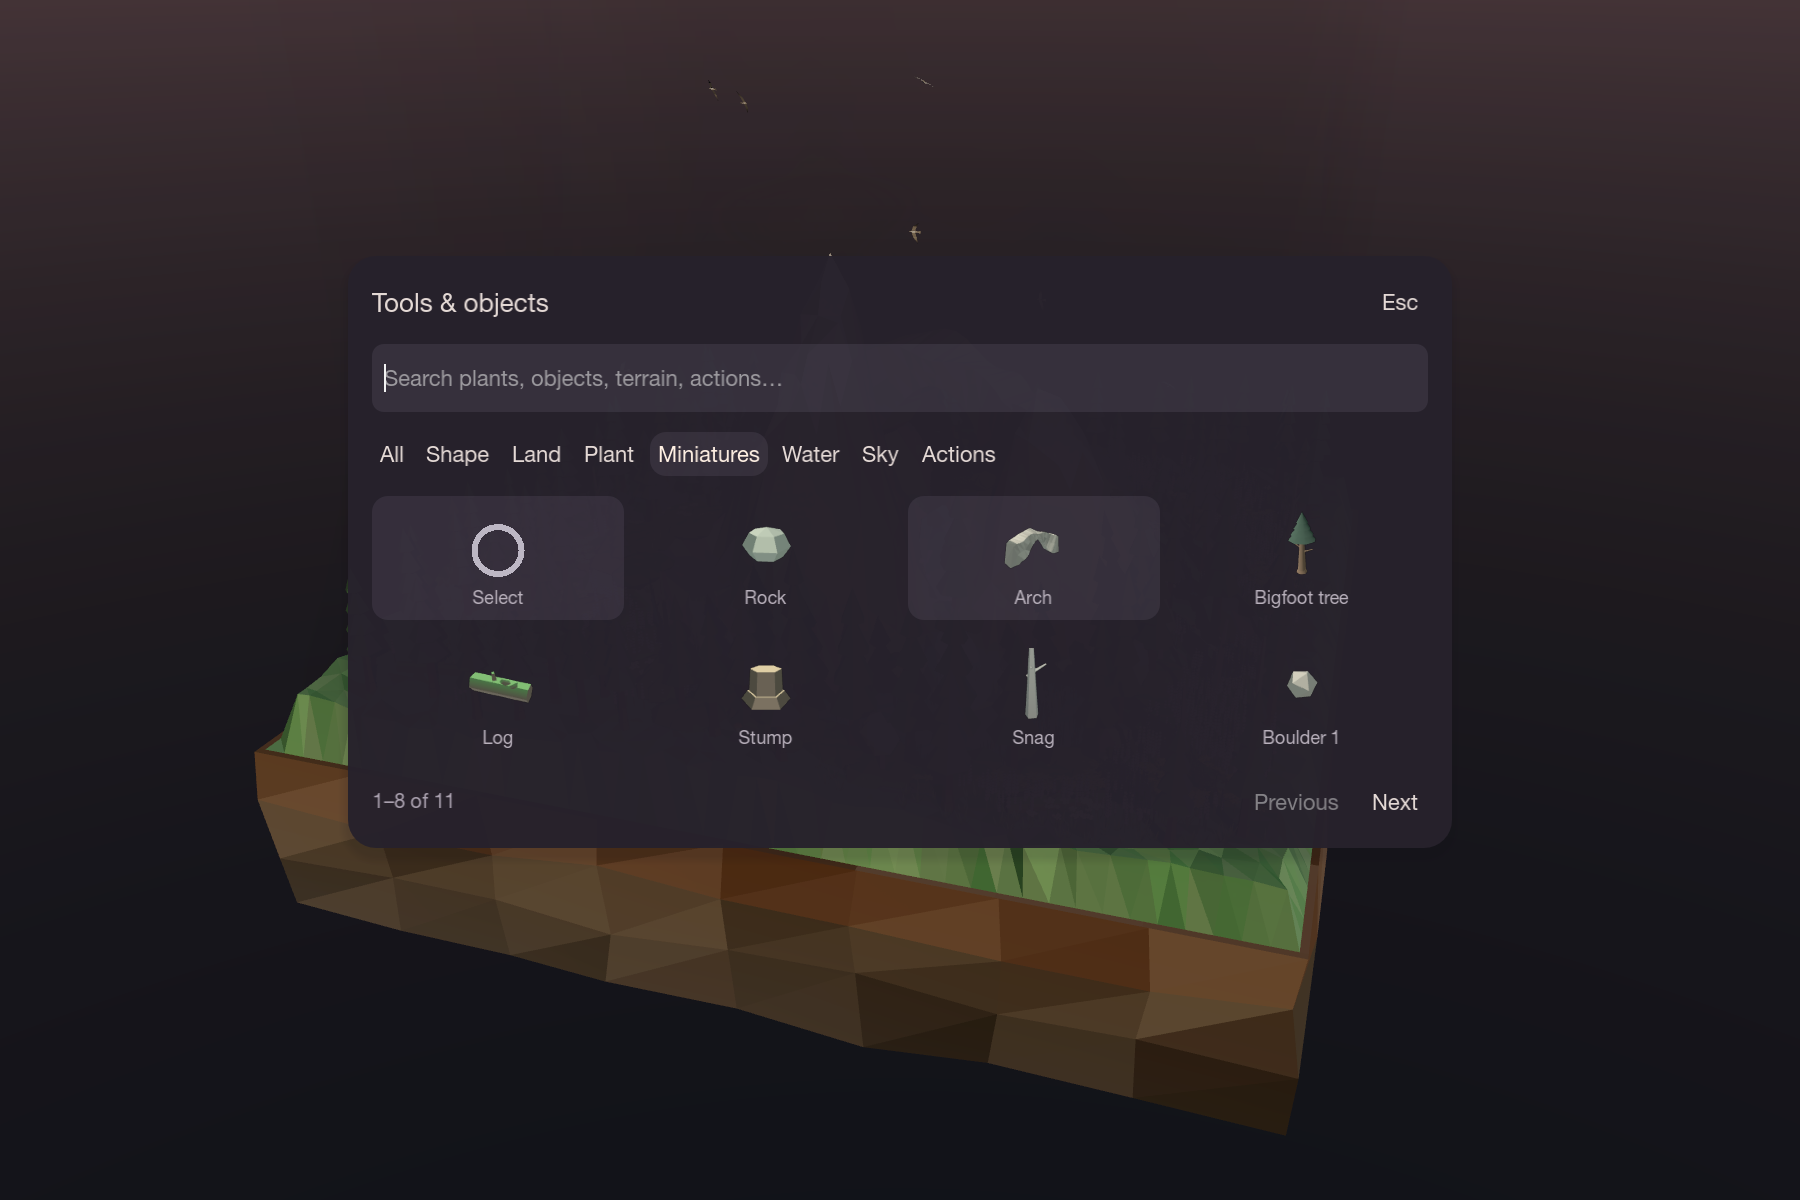 Tools & objects
Esc
Search plants, objects, terrain, actions…
All Shape Land Plant Miniatures Water Sky Actions
Select Rock Arch Bigfoot tree
Log Stump Snag Boulder 1
1–8 of 11
Previous Next